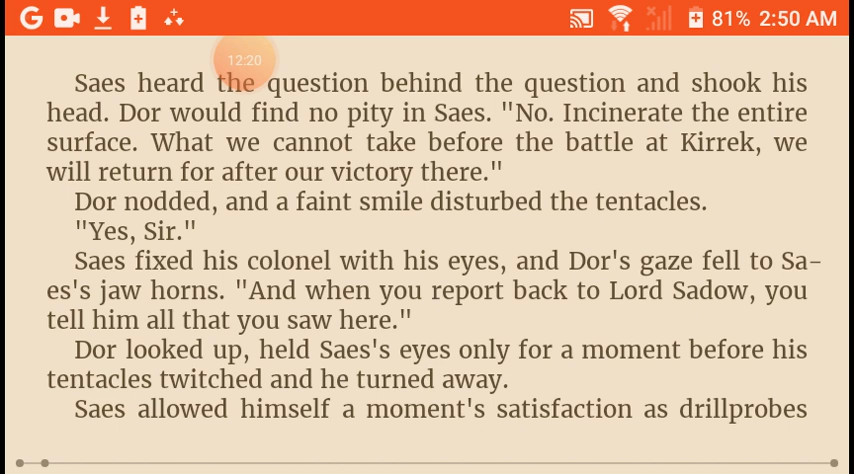 81% 2:50 AM
12:20
Saes heard the question behind the question and shook his
head. Dor would find no pity in Saes. "No. Incinerate the entire
surface. What we cannot take before the battle at Kirrek, we
will return for after our victory there."
Dor nodded, and a faint smile disturbed the tentacles.
"Yes, Sir."
Saes fixed his colonel with his eyes, and Dor's gaze fell to Sa-
es's jaw horns. "And when you report back to Lord Sadow, you
tell him all that you saw here."
Dor looked up, held Saes's eyes only for a moment before his
tentacles twitched and he turned away.
Saes allowed himself a moment's satisfaction as drillprobes